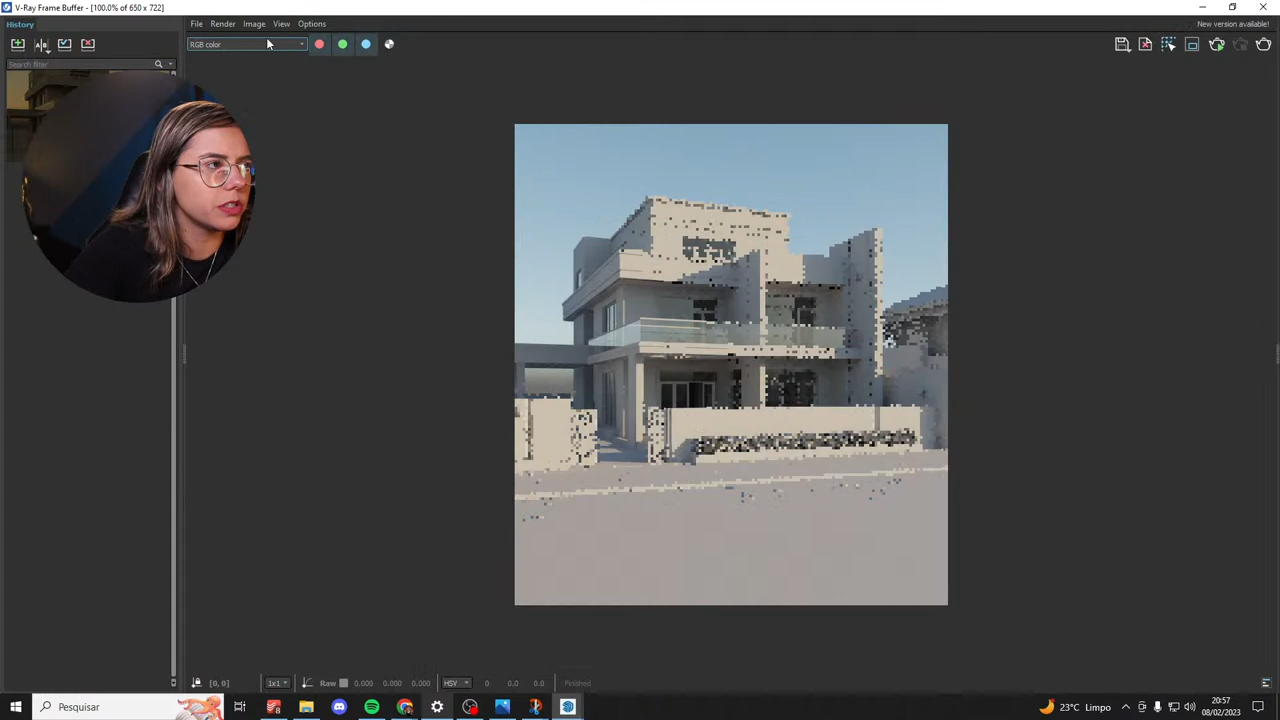 V-Ray Frame Buffer - [100.0% of 650 x 722]
History
File Render Image View Options
New version available!
RGB color
Search filter
[0, 0]
1x1
Raw
0.000 0.000 0.000
HSV
0 0.0 0.0
Finished
Pesquisar
23°C Limpo
20:57
08/02/2023